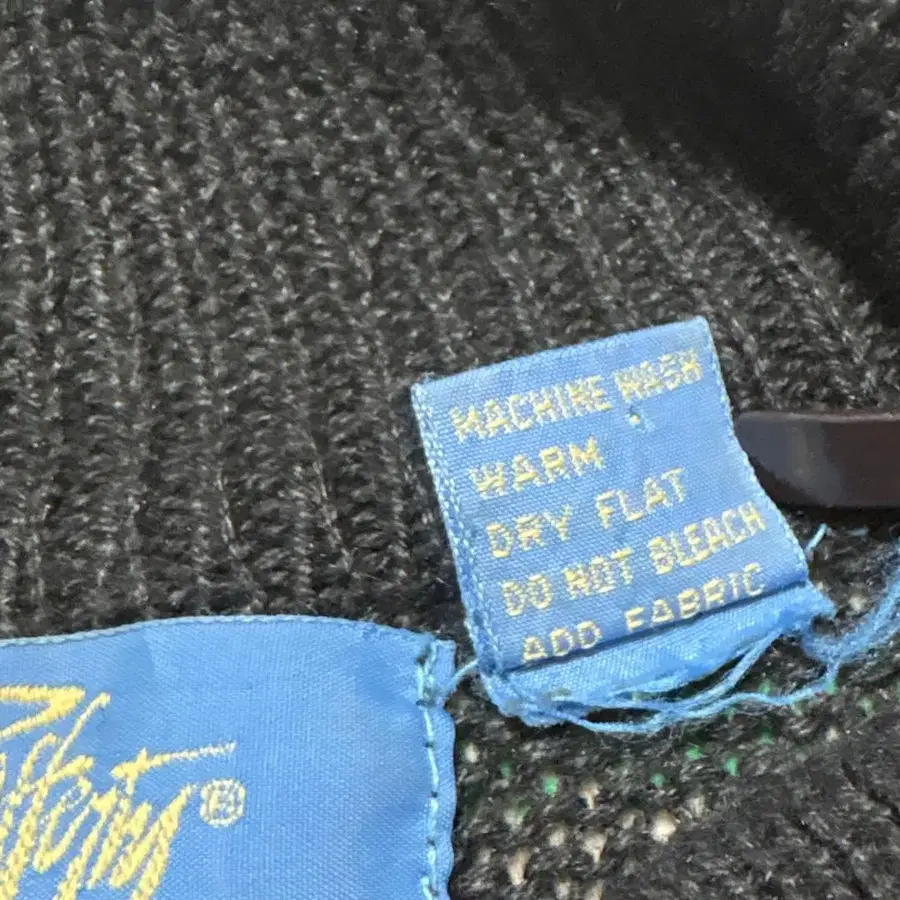 MACHINE WASH
WARM
DRY FLAT
DO NOT BLEACH
ADD FABRIC
®